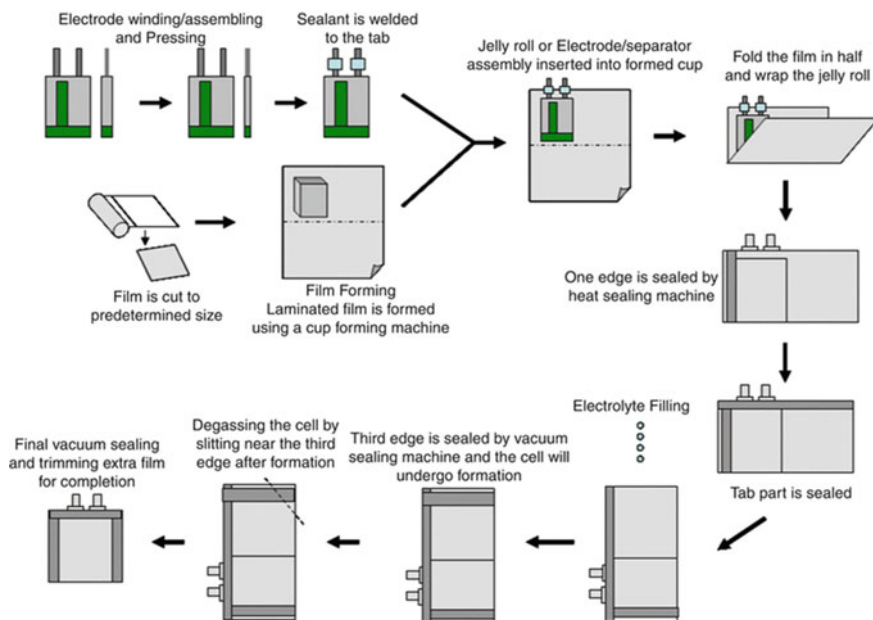 Electrode winding/assembling
and Pressing
Sealant is welded
to the tab
Jelly roll or Electrode/separator
assembly inserted into formed cup
Fold the film in half
and wrap the jelly roll
Film is cut to
predetermined size
Film Forming
Laminated film is formed
using a cup forming machine
One edge is sealed by
heat sealing machine
Tab part is sealed
Electrolyte Filling
Third edge is sealed by vacuum
sealing machine and the cell will
undergo formation
Degassing the cell by
slitting near the third
edge after formation
Final vacuum sealing
and trimming extra film
for completion